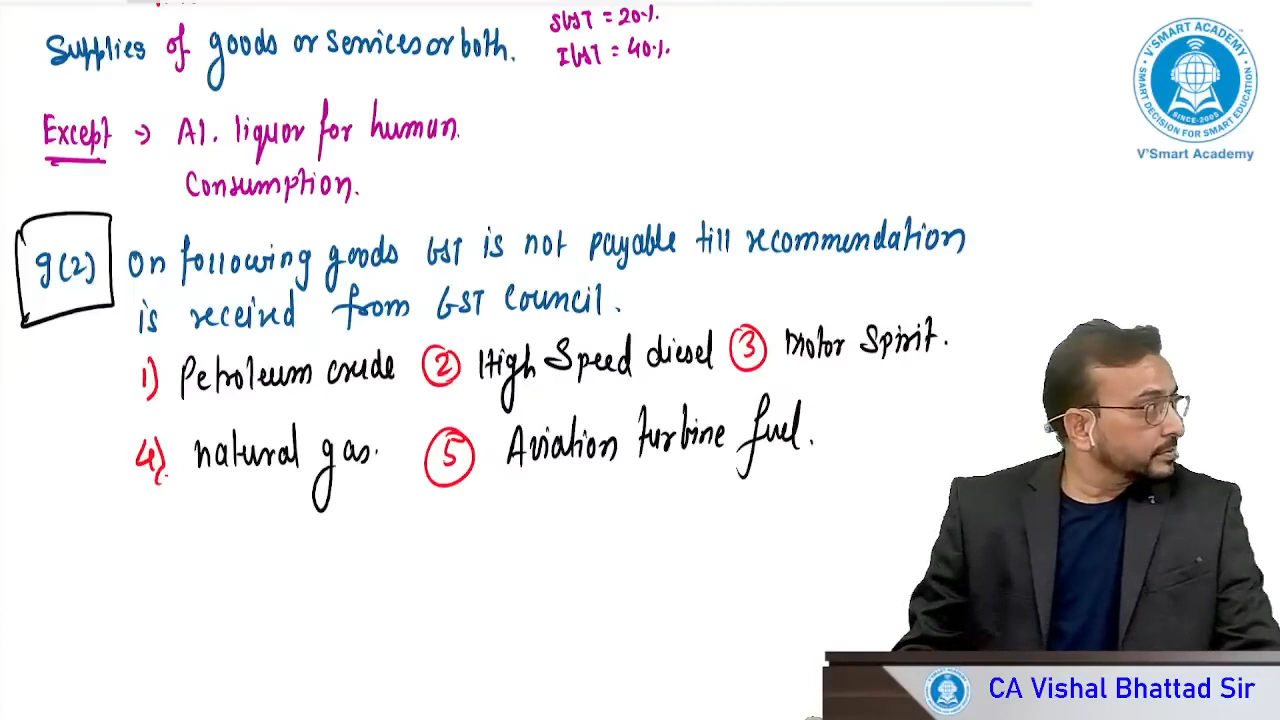 SGST = 20%.
Supplies of goods or services or both.
IGST = 40%.
Except → Al. liquor for human
Consumption.
9(2) On following goods GST is not payable till recommendation
is received from GST Council.
1) Petroleum crude 2 High Speed diesel 3 Motor Spirit.
4) natural gas. 5 Aviation turbine fuel.
V'SMART ACADEMY
SINCE-2005
SMART DECISION FOR SMART EDUCATION
V'Smart Academy
CA Vishal Bhattad Sir